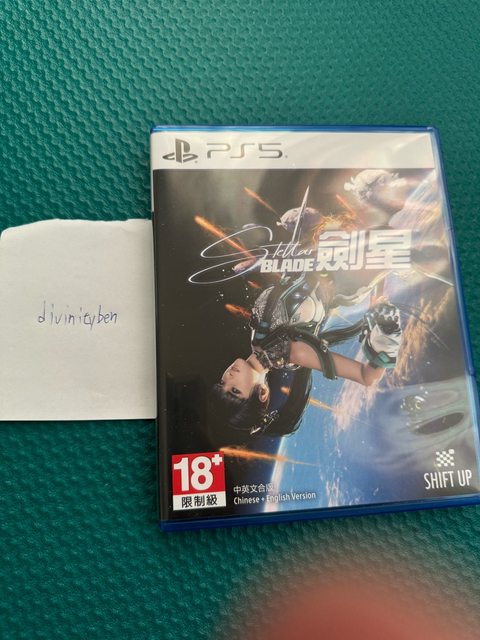 PS5
Stellar
BLADE 劍星
divinityben
18+
限制級
中英文合版
Chinese + English Version
SHIFT UP